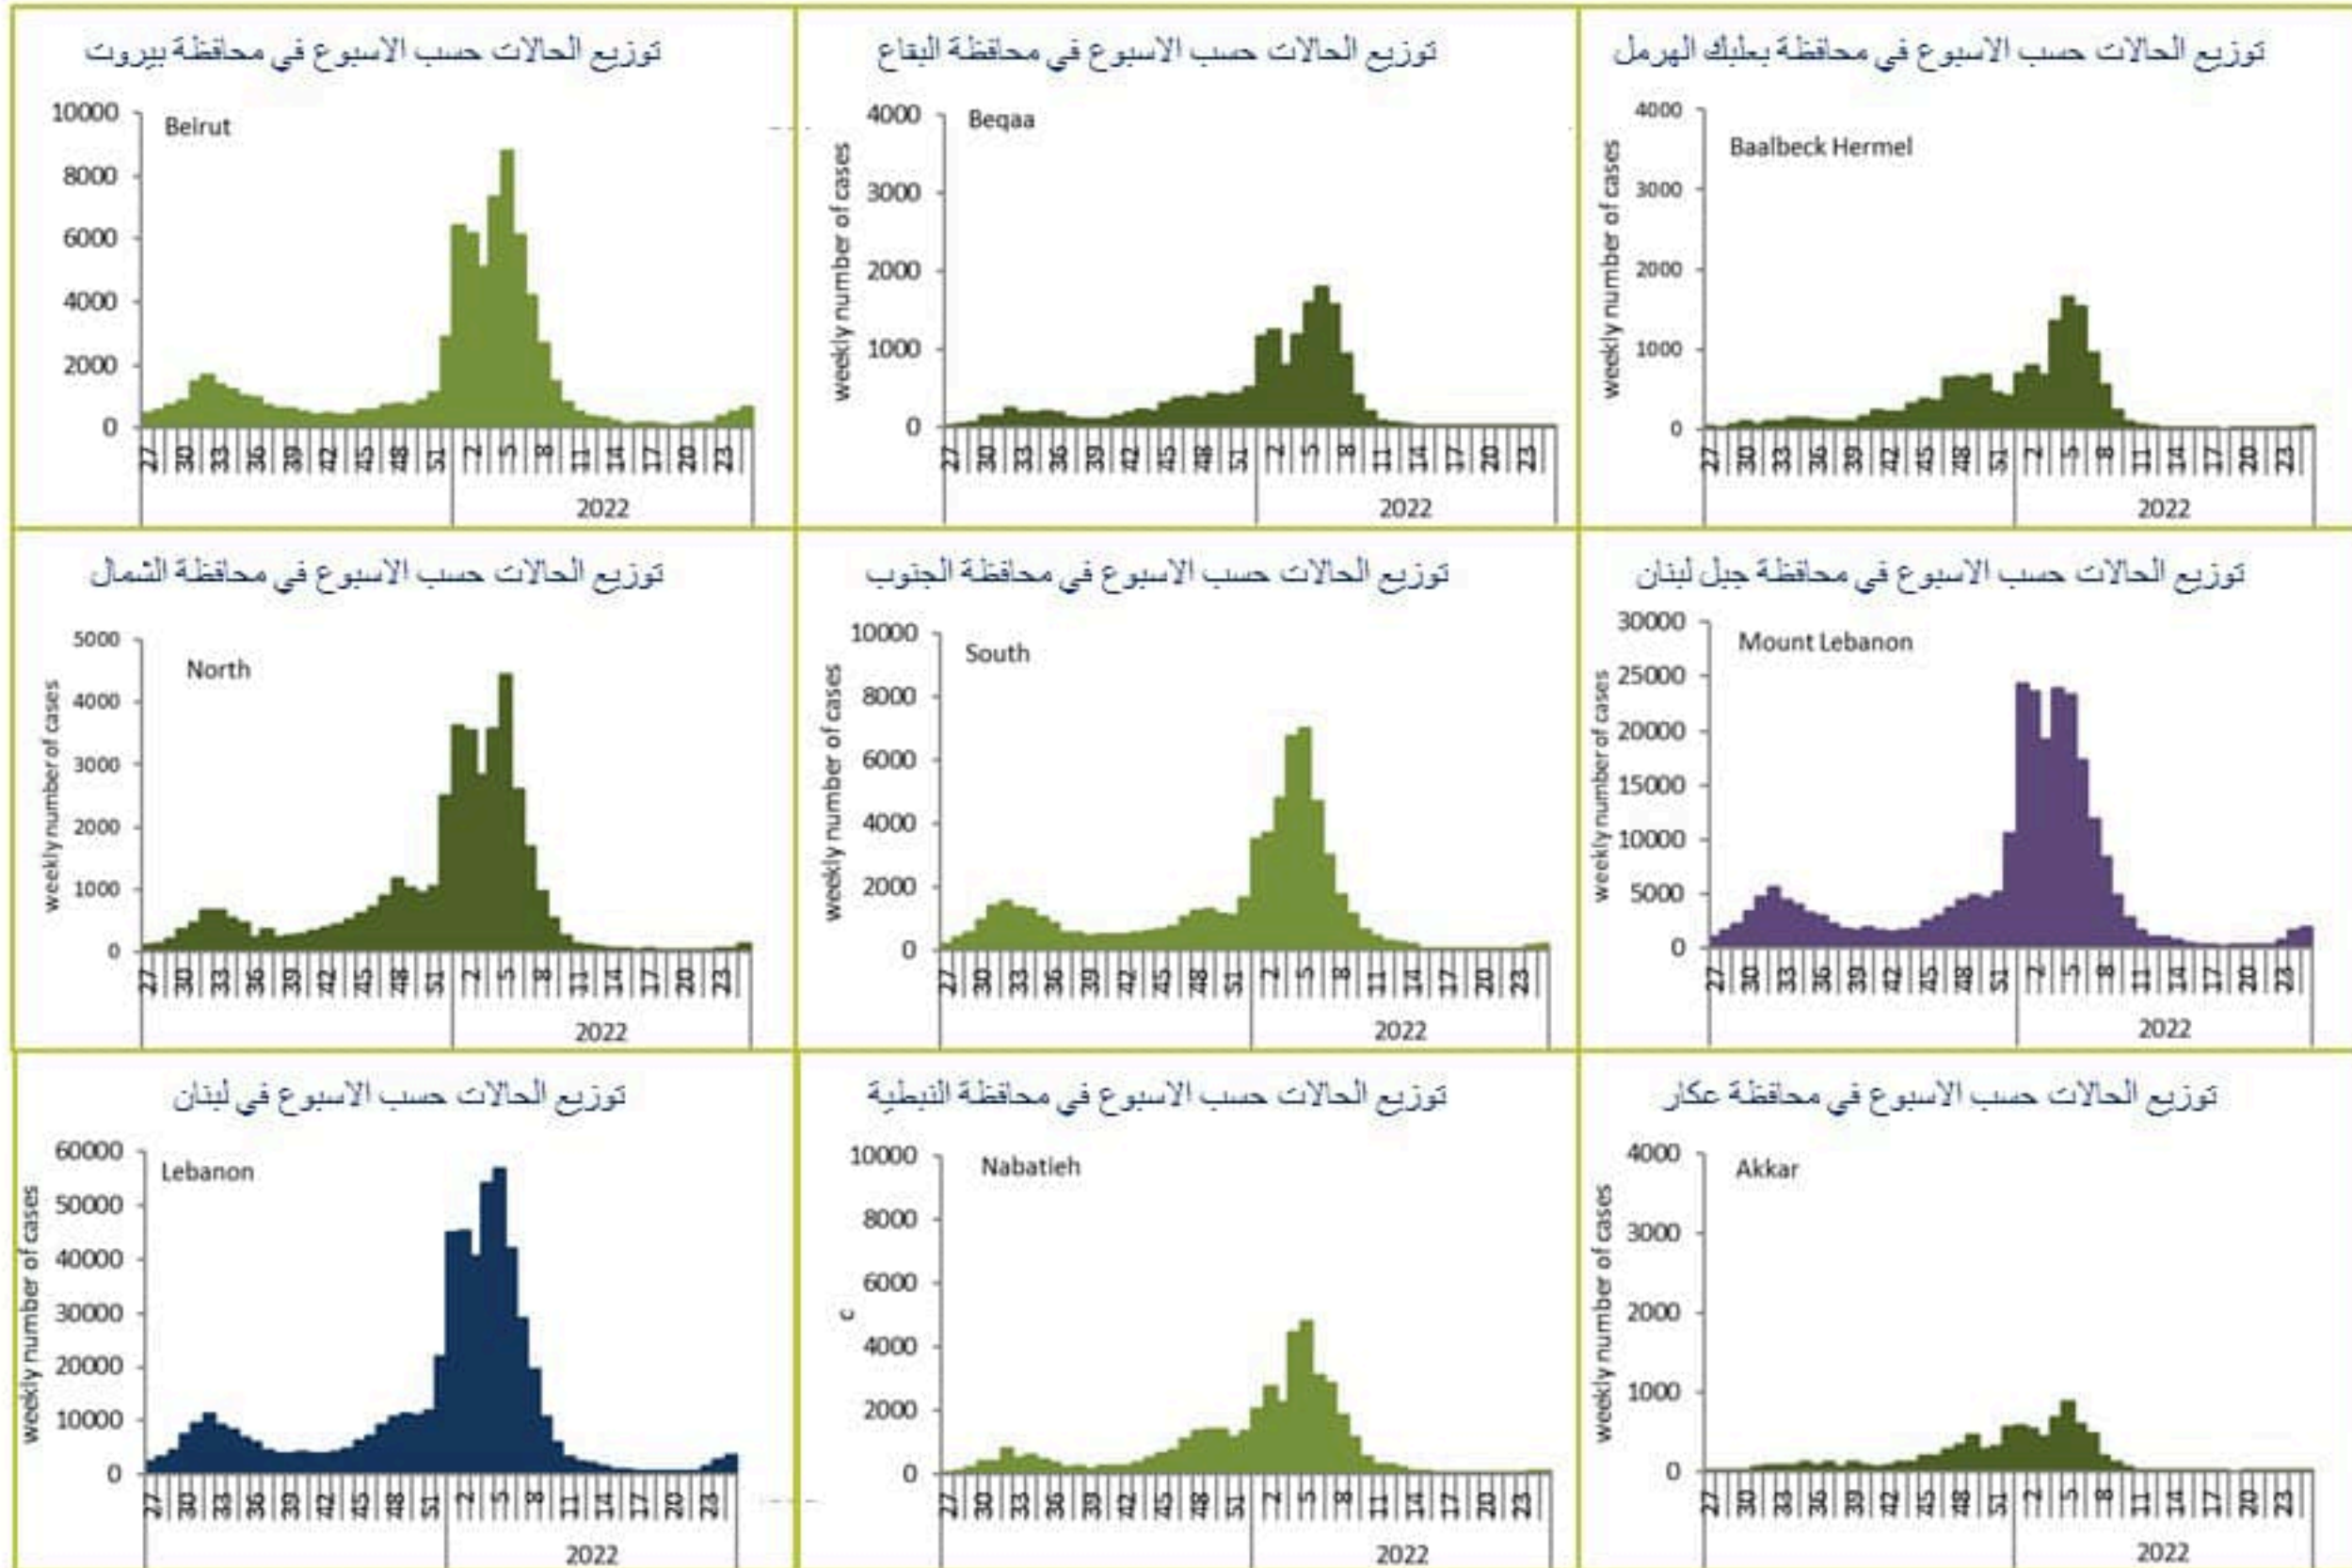 توزيع الحالات حسب الاسبوع في محافظة بيروت
Beirut
10000
8000
6000
4000
2000
0
27 30 33 36 39 42 45 48 51 2 5 8 11 14 17 20 23
2022
توزيع الحالات حسب الاسبوع في محافظة البقاع
Beqaa
weekly number of cases
4000
3000
2000
1000
0
27 30 33 36 39 42 45 48 51 2 5 8 11 14 17 20 23
2022
توزيع الحالات حسب الاسبوع في محافظة بعلبك الهرمل
Baalbeck Hermel
weekly number of cases
4000
3000
2000
1000
0
27 30 33 36 39 42 45 48 51 2 5 8 11 14 17 20 23
2022
توزيع الحالات حسب الاسبوع في محافظة الشمال
North
weekly number of cases
5000
4000
3000
2000
1000
0
27 30 33 36 39 42 45 48 51 2 5 8 11 14 17 20 23
2022
توزيع الحالات حسب الاسبوع في محافظة الجنوب
South
weekly number of cases
10000
8000
6000
4000
2000
0
27 30 33 36 39 42 45 48 51 2 5 8 11 14 17 20 23
2022
توزيع الحالات حسب الاسبوع في محافظة جبل لبنان
Mount Lebanon
weekly number of cases
30000
25000
20000
15000
10000
5000
0
27 30 33 36 39 42 45 48 51 2 5 8 11 14 17 20 23
2022
توزيع الحالات حسب الاسبوع في لبنان
Lebanon
weekly number of cases
60000
50000
40000
30000
20000
10000
0
27 30 33 36 39 42 45 48 51 2 5 8 11 14 17 20 23
2022
توزيع الحالات حسب الاسبوع في محافظة النبطية
Nabatieh
c
10000
8000
6000
4000
2000
0
27 30 33 36 39 42 45 48 51 2 5 8 11 14 17 20 23
2022
توزيع الحالات حسب الاسبوع في محافظة عكار
Akkar
weekly number of cases
4000
3000
2000
1000
0
27 30 33 36 39 42 45 48 51 2 5 8 11 14 17 20 23
2022